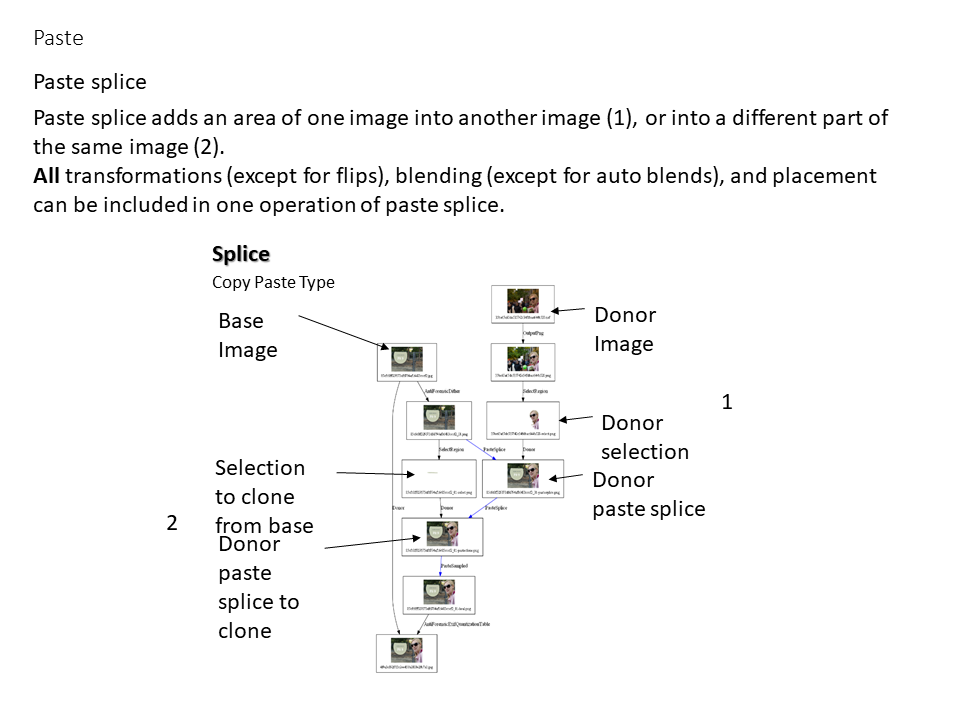 Paste
Paste splice
Paste splice adds an area of one image into another image (1), or into a different part of
the same image (2).
All transformations (except for flips), blending (except for auto blends), and placement
can be included in one operation of paste splice.
Splice
Copy Paste Type
Base
Image
Donor
Image
OutputPng
AntiForensicDither
SelectRegion
1
Donor
selection
SelectRegion
PasteSplice
Donor
Selection
to clone
from base
Donor
paste splice
2
Donor
Donor
PasteSplice
Donor
paste
splice to
clone
PasteSampled
AntiForensicExifQuantizationTable